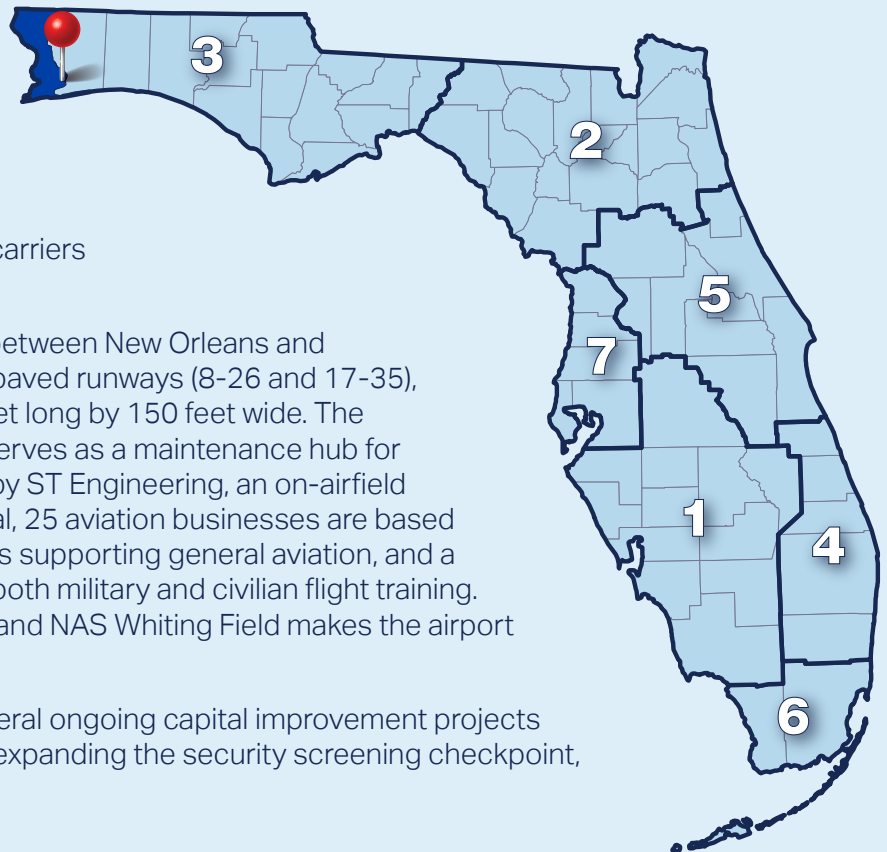 3
2
carriers
5
between New Orleans and
7
paved runways (8-26 and 17-35),
et long by 150 feet wide. The
erves as a maintenance hub for
by ST Engineering, an on-airfield
1
al, 25 aviation businesses are based
4
s supporting general aviation, and a
both military and civilian flight training.
and NAS Whiting Field makes the airport
6
eral ongoing capital improvement projects
expanding the security screening checkpoint,